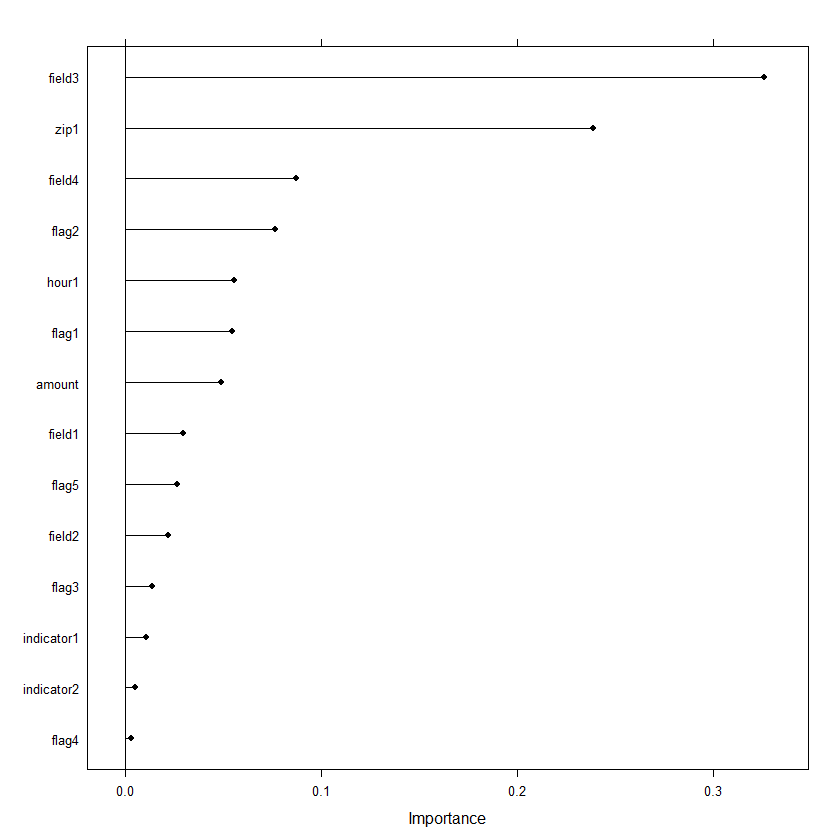 field3
zip1
field4
flag2
hour1
flag1
amount
field1
flag5
field2
flag3
indicator1
indicator2
flag4
0.0 0.1 0.2 0.3
Importance